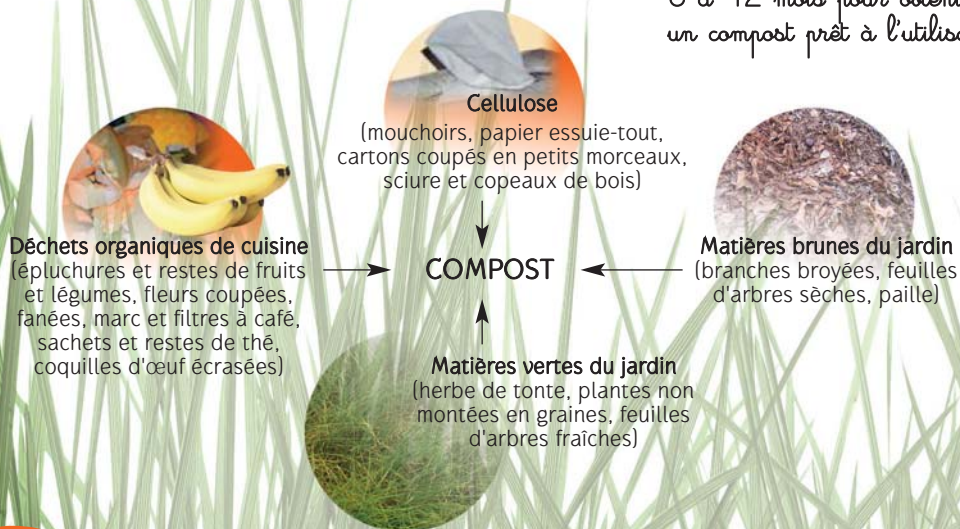 12 mois pour
un compost prêt à
Cellulose
(mouchoirs, papier essuie-tout,
cartons coupés en petits morceaux,
sciure et copeaux de bois)
Déchets organiques de cuisine
(épluchures et restes de fruits
et légumes, fleurs coupées,
fanées, marc et filtres à café,
sachets et restes de thé,
coquilles d'œuf écrasées)
COMPOST
Matières brunes du jardin
(branches broyées, feuilles
d'arbres sèches, paille)
Matières vertes du jardin
(herbe de tonte, plantes non
montées en graines, feuilles
d'arbres fraîches)